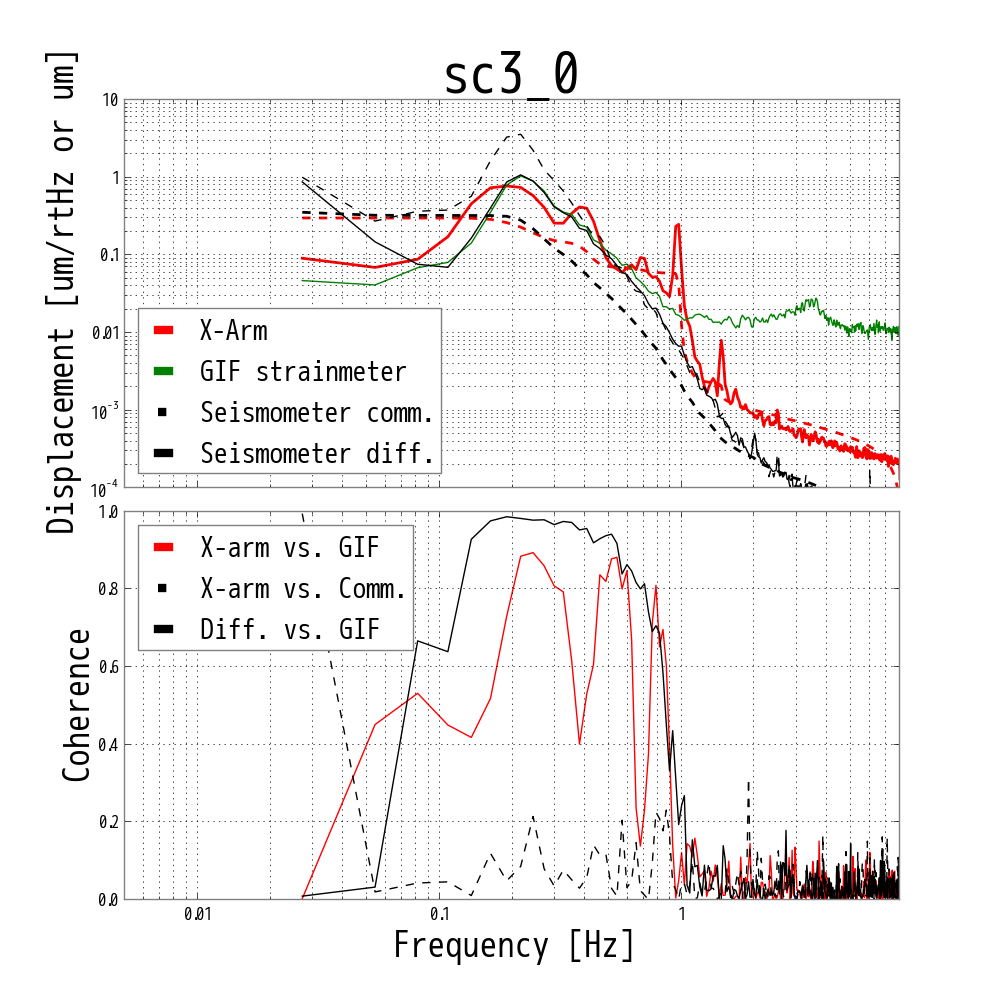 sc3_0
Displacement [um/rtHz or um]
10
1
0.1
0.01
10^-3
10^-4
X-Arm
GIF strainmeter
Seismometer comm.
Seismometer diff.
Coherence
1.0
0.8
0.6
0.4
0.2
0.0
X-arm vs. GIF
X-arm vs. Comm.
Diff. vs. GIF
0.01 0.1 1
Frequency [Hz]